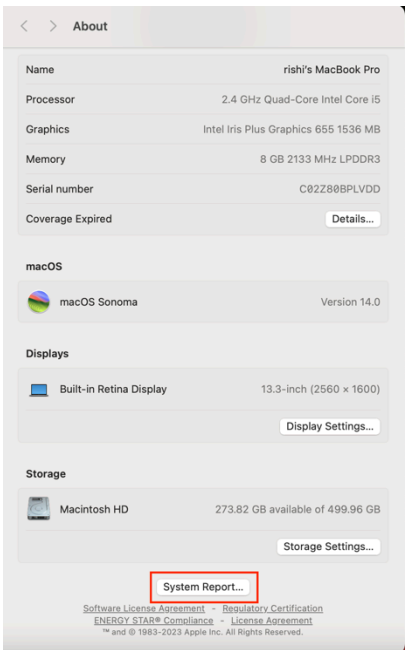 About
Name rishi's MacBook Pro
Processor 2.4 GHz Quad-Core Intel Core i5
Graphics Intel Iris Plus Graphics 655 1536 MB
Memory 8 GB 2133 MHz LPDDR3
Serial number C02Z80BPLVDD
Coverage Expired Details...
macOS
macOS Sonoma Version 14.0
Displays
Built-in Retina Display 13.3-inch (2560 × 1600)
Display Settings...
Storage
Macintosh HD 273.82 GB available of 499.96 GB
Storage Settings...
System Report...
Software License Agreement - Regulatory Certification
ENERGY STAR® Compliance - License Agreement
™ and © 1983-2023 Apple Inc. All Rights Reserved.